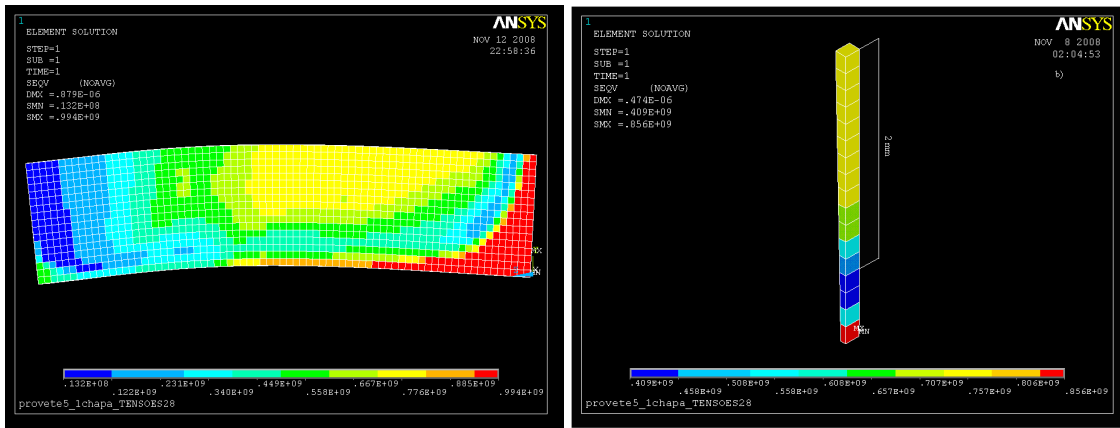 1
ANSYS
ELEMENT SOLUTION
NOV 12 2008
22:58:36
STEP=1
SUB =1
TIME=1
SEQV (NOAVG)
DMX =.879E-06
SMN =.132E+08
SMX =.994E+09
MX
MN
.132E+08 .231E+09 .449E+09 .667E+09 .885E+09
.122E+09 .340E+09 .558E+09 .776E+09 .994E+09
provete5_1chapa_TENSOES28
1
ANSYS
ELEMENT SOLUTION
NOV 8 2008
02:04:53
STEP=1
SUB =1
TIME=1
SEQV (NOAVG)
DMX =.474E-06
SMN =.409E+09
SMX =.856E+09
b)
2 mm
MX
MN
.409E+09 .508E+09 .608E+09 .707E+09 .806E+09
.458E+09 .558E+09 .657E+09 .757E+09 .856E+09
provete5_1chapa_TENSOES28